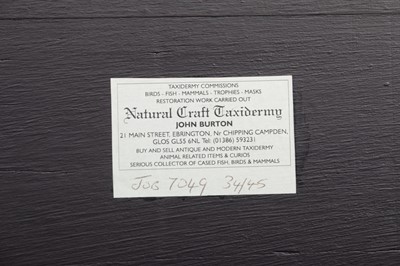 TAXIDERMY COMMISSIONS
BIRDS - FISH - MAMMALS - TROPHIES - MASKS
RESTORATION WORK CARRIED OUT
Natural Craft Taxidermy
JOHN BURTON
21 MAIN STREET, EBRINGTON, Nr CHIPPING CAMPDEN,
GLOS GL55 6NL Tel: (01386) 593231
BUY AND SELL ANTIQUE AND MODERN TAXIDERMY
ANIMAL RELATED ITEMS & CURIOS
SERIOUS COLLECTOR OF CASED FISH, BIRDS & MAMMALS
JOB 7049 34/45